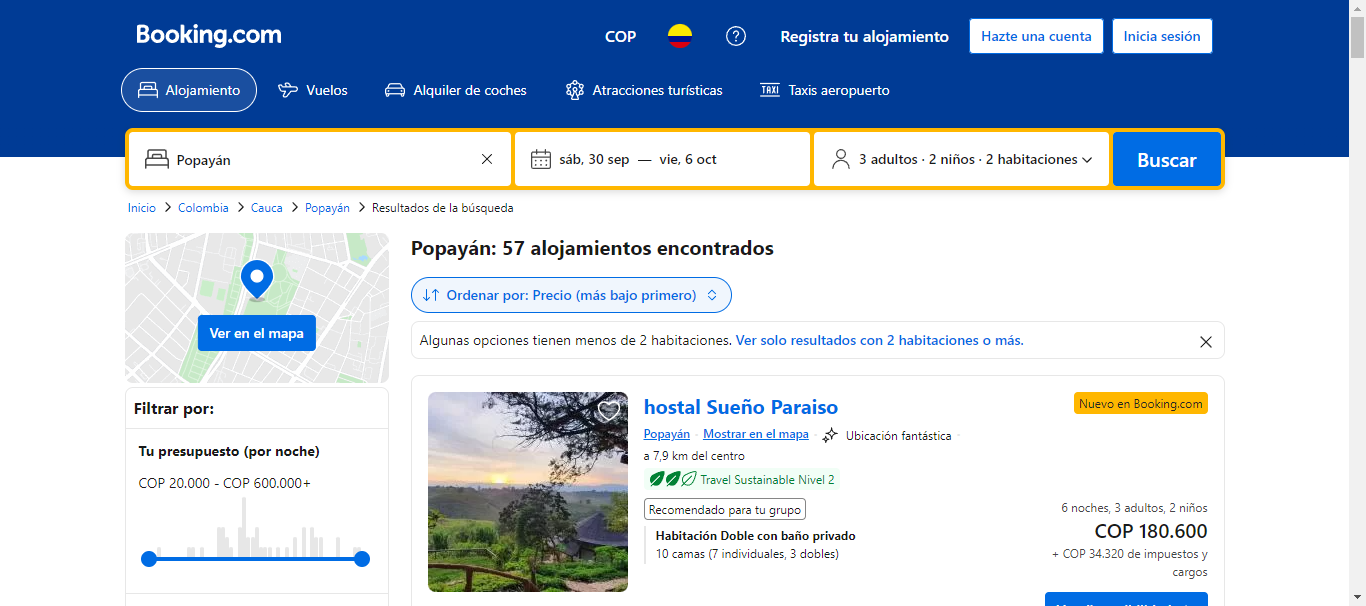 Booking.com
COP
Registra tu alojamiento
Hazte una cuenta
Inicia sesión
Alojamiento
Vuelos
Alquiler de coches
Atracciones turísticas
TAXI
Taxis aeropuerto
Popayán
sáb, 30 sep — vie, 6 oct
3 adultos · 2 niños · 2 habitaciones
Buscar
Inicio > Colombia > Cauca > Popayán > Resultados de la búsqueda
Ver en el mapa
Filtrar por:
Tu presupuesto (por noche)
COP 20.000 - COP 600.000+
Popayán: 57 alojamientos encontrados
Ordenar por: Precio (más bajo primero)
Algunas opciones tienen menos de 2 habitaciones. Ver solo resultados con 2 habitaciones o más.
hostal Sueño Paraiso
Nuevo en Booking.com
Popayán · Mostrar en el mapa · Ubicación fantástica ·
a 7,9 km del centro
Travel Sustainable Nivel 2
Recomendado para tu grupo
Habitación Doble con baño privado
10 camas (7 individuales, 3 dobles)
6 noches, 3 adultos, 2 niños
COP 180.600
+ COP 34.320 de impuestos y
cargos